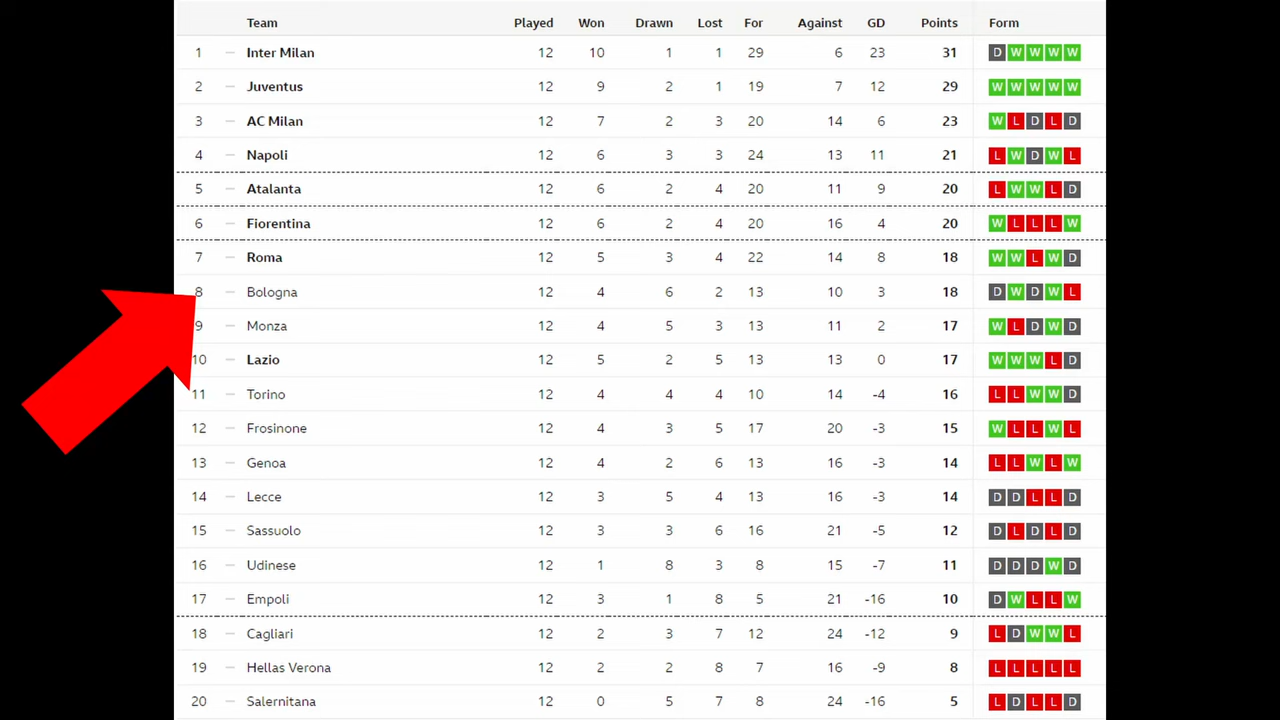 Team Played Won Drawn Lost For Against GD Points Form
1 Inter Milan 12 10 1 1 29 6 23 31 D W W W W
2 Juventus 12 9 2 1 19 7 12 29 W W W W W
3 AC Milan 12 7 2 3 20 14 6 23 W L D L D
4 Napoli 12 6 3 3 24 13 11 21 L W D W L
5 Atalanta 12 6 2 4 20 11 9 20 L W W L D
6 Fiorentina 12 6 2 4 20 16 4 20 W L L L W
7 Roma 12 5 3 4 22 14 8 18 W W L W D
8 Bologna 12 4 6 2 13 10 3 18 D W D W L
9 Monza 12 4 5 3 13 11 2 17 W L D W D
10 Lazio 12 5 2 5 13 13 0 17 W W W L D
11 Torino 12 4 4 4 10 14 -4 16 L L W W D
12 Frosinone 12 4 3 5 17 20 -3 15 W L L W L
13 Genoa 12 4 2 6 13 16 -3 14 L L W L W
14 Lecce 12 3 5 4 13 16 -3 14 D D L L D
15 Sassuolo 12 3 3 6 16 21 -5 12 D L D L D
16 Udinese 12 1 8 3 8 15 -7 11 D D D W D
17 Empoli 12 3 1 8 5 21 -16 10 D W L L W
18 Cagliari 12 2 3 7 12 24 -12 9 L D W W L
19 Hellas Verona 12 2 2 8 7 16 -9 8 L L L L L
20 Salernitana 12 0 5 7 8 24 -16 5 L D L L D